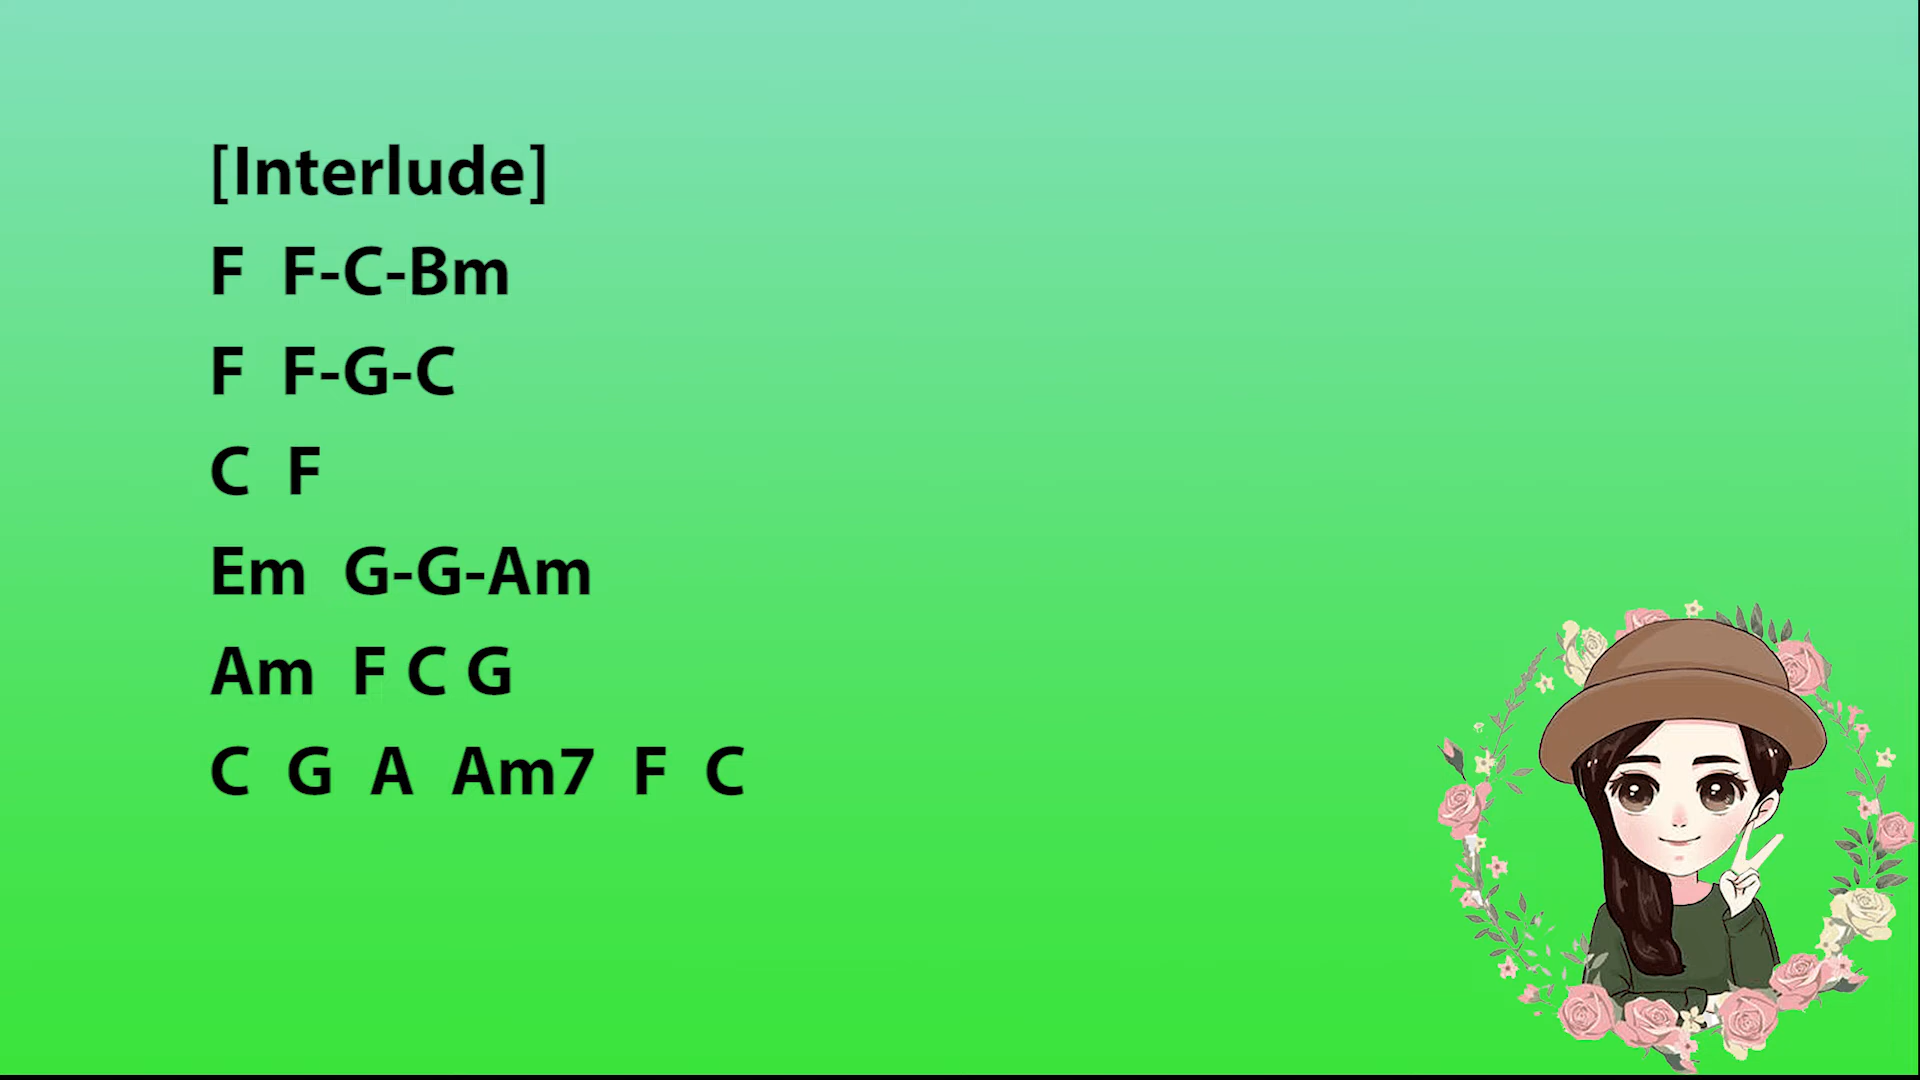 [Interlude]
F  F-C-Bm
F  F-G-C
C  F
Em  G-G-Am
Am  F C G
C  G  A  Am7  F  C